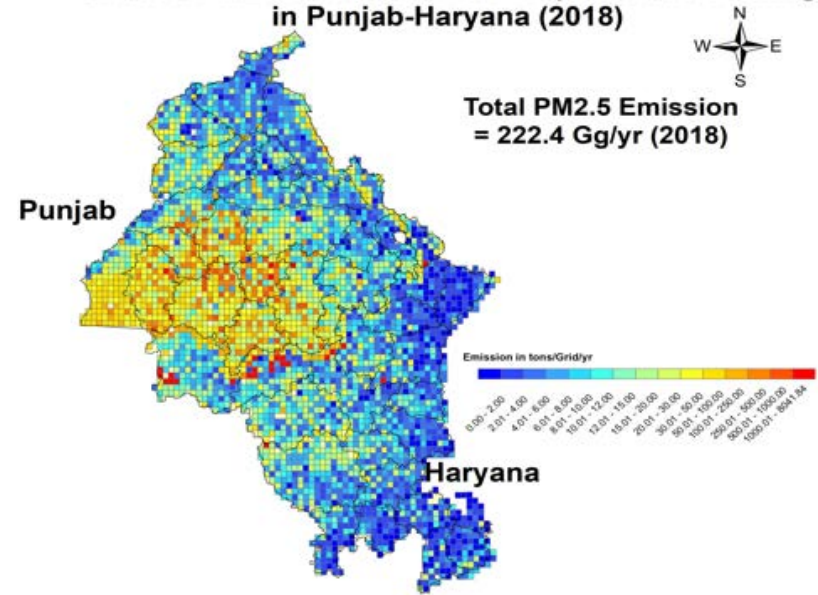 in Punjab-Haryana (2018)
N
W E
S
Total PM2.5 Emission
= 222.4 Gg/yr (2018)
Punjab
Emission in tons/Grid/yr
0.00 - 2.00
2.01 - 4.00
4.01 - 6.00
6.01 - 8.00
8.01 - 10.00
10.01 - 12.00
12.01 - 15.00
15.01 - 20.00
20.01 - 30.00
30.01 - 50.00
50.01 - 100.00
100.01 - 250.00
250.01 - 500.00
500.01 - 1000.00
1000.01 - 8041.84
Haryana